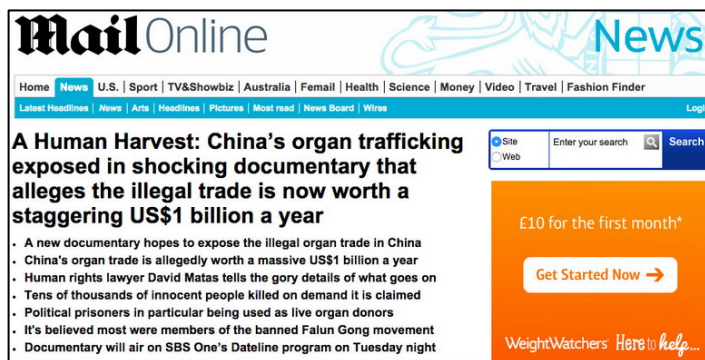 Mail Online
News
Home News U.S. | Sport | TV&Showbiz | Australia | Femail | Health | Science | Money | Video | Travel | Fashion Finder
Latest Headlines | News | Arts | Headlines | Pictures | Most read | News Board | Wires
Login
A Human Harvest: China's organ trafficking
exposed in shocking documentary that
alleges the illegal trade is now worth a
staggering US$1 billion a year
• A new documentary hopes to expose the illegal organ trade in China
• China's organ trade is allegedly worth a massive US$1 billion a year
• Human rights lawyer David Matas tells the gory details of what goes on
• Tens of thousands of innocent people killed on demand it is claimed
• Political prisoners in particular being used as live organ donors
• It's believed most were members of the banned Falun Gong movement
• Documentary will air on SBS One's Dateline program on Tuesday night
Site
Web
Enter your search
Search
£10 for the first month*
Get Started Now →
WeightWatchers Here to help...